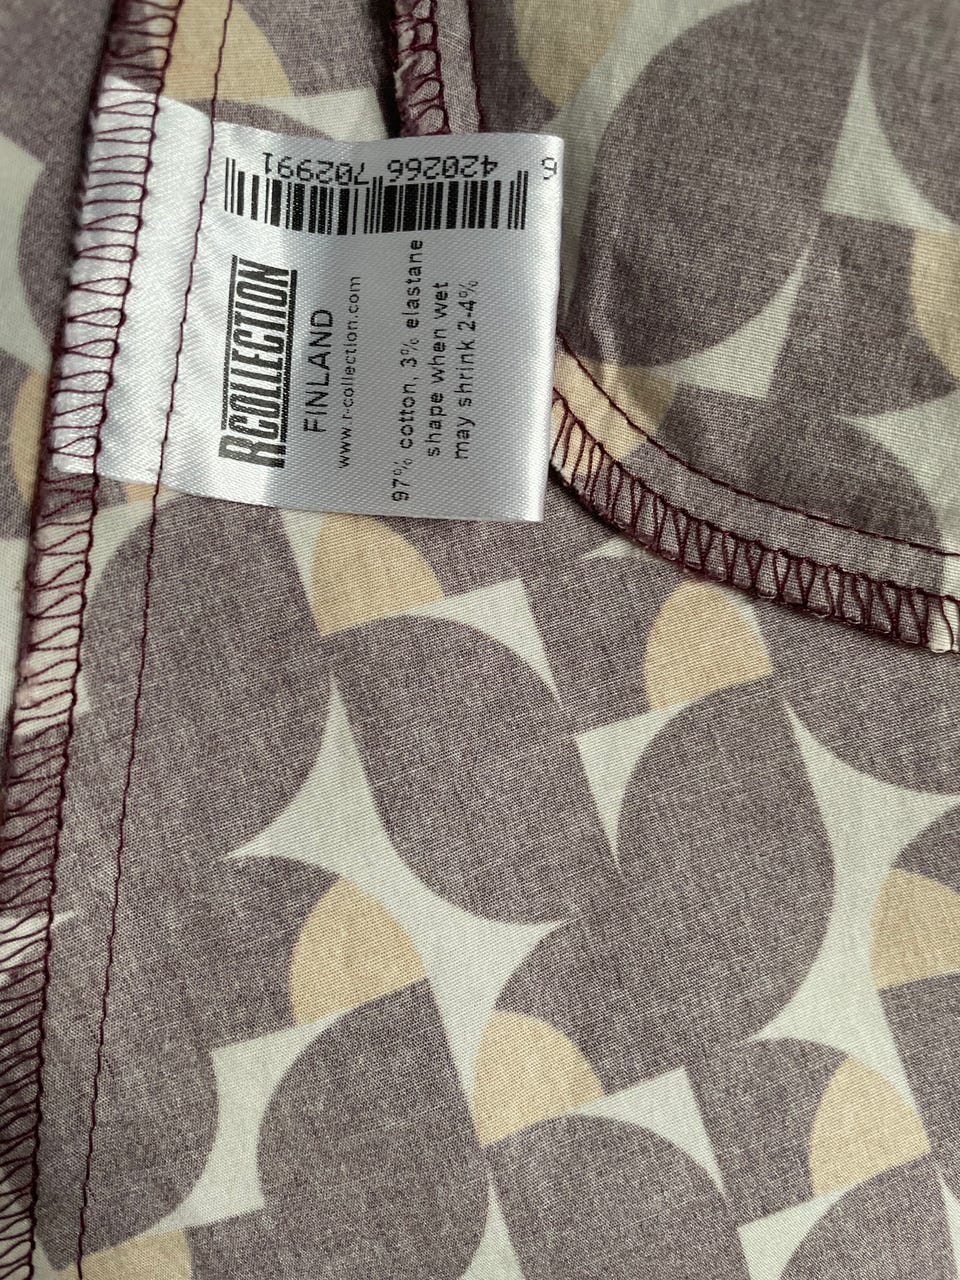 6 420266 702991
RCOLLECTION
FINLAND
www.r-collection.com
97% cotton, 3% elastane
shape when wet
may shrink 2-4%